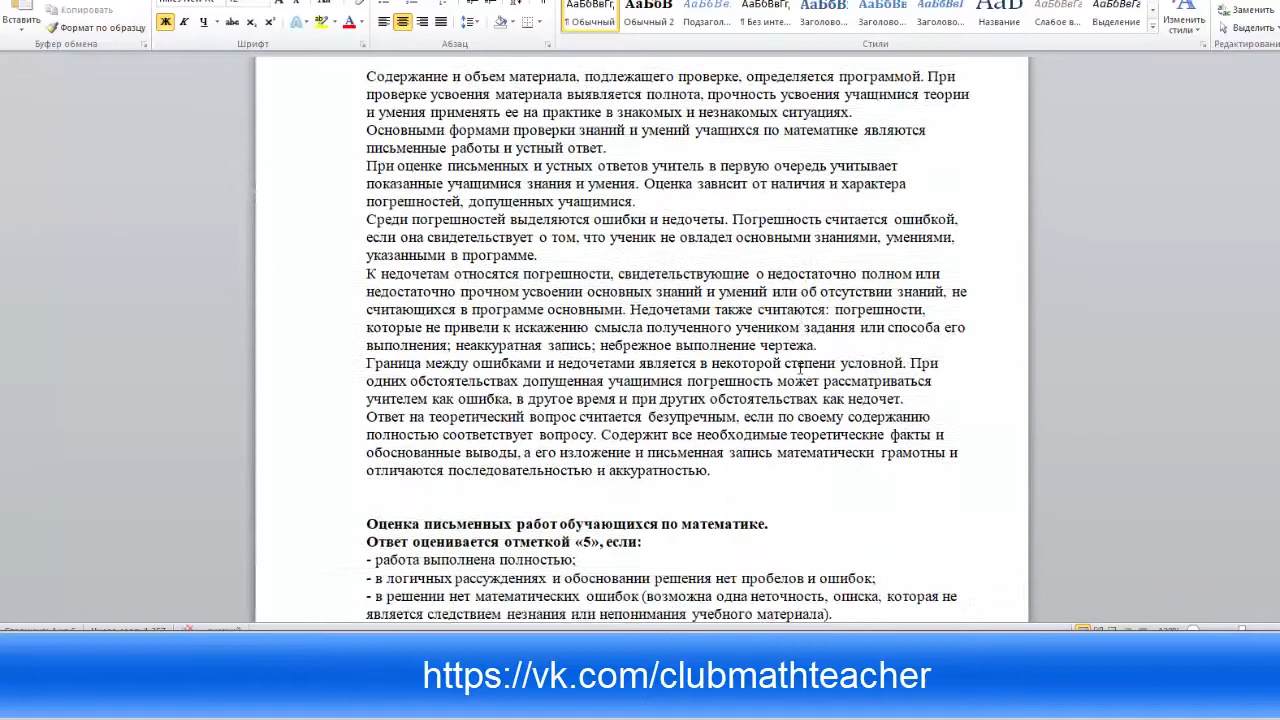 Копировать
Вставить
Формат по образцу
Буфер обмена
Ж К Ч abc x₂ x²
Шрифт
Абзац
¶ Обычный
Обычный 2
Подзагол...
¶ Без инте...
Заголово...
Заголово...
Заголово...
Название
Слабое в...
Выделение
Стили
Изменить
стили
Заменить
Выделить
Содержание и объем материала, подлежащего проверке, определяется программой. При
проверке усвоения материала выявляется полнота, прочность усвоения учащимися теории
и умения применять ее на практике в знакомых и незнакомых ситуациях.
Основными формами проверки знаний и умений учащихся по математике являются
письменные работы и устный ответ.
При оценке письменных и устных ответов учитель в первую очередь учитывает
показанные учащимися знания и умения. Оценка зависит от наличия и характера
погрешностей, допущенных учащимися.
Среди погрешностей выделяются ошибки и недочеты. Погрешность считается ошибкой,
если она свидетельствует о том, что ученик не овладел основными знаниями, умениями,
указанными в программе.
К недочетам относятся погрешности, свидетельствующие о недостаточно полном или
недостаточно прочном усвоении основных знаний и умений или об отсутствии знаний, не
считающихся в программе основными. Недочетами также считаются: погрешности,
которые не привели к искажению смысла полученного учеником задания или способа его
выполнения; неаккуратная запись; небрежное выполнение чертежа.
Граница между ошибками и недочетами является в некоторой степени условной. При
одних обстоятельствах допущенная учащимися погрешность может рассматриваться
учителем как ошибка, в другое время и при других обстоятельствах как недочет.
Ответ на теоретический вопрос считается безупречным, если по своему содержанию
полностью соответствует вопросу. Содержит все необходимые теоретические факты и
обоснованные выводы, а его изложение и письменная запись математически грамотны и
отличаются последовательностью и аккуратностью.
Оценка письменных работ обучающихся по математике.
Ответ оценивается отметкой «5», если:
- работа выполнена полностью;
- в логичных рассуждениях и обосновании решения нет пробелов и ошибок;
- в решении нет математических ошибок (возможна одна неточность, описка, которая не
является следствием незнания или непонимания учебного материала).
https://vk.com/clubmathteacher